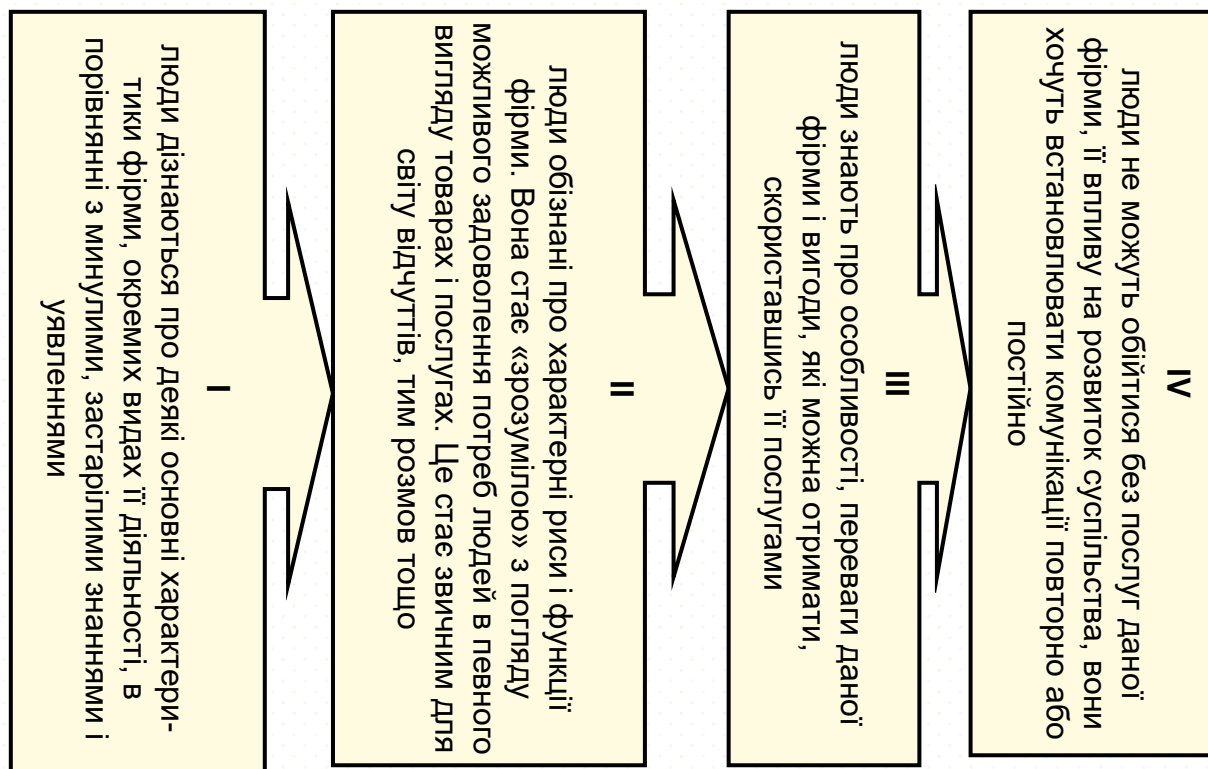 IV
люди не можуть обійтися без послуг даної
фірми, її впливу на розвиток суспільства, вони
хочуть встановлювати комунікації повторно або
постійно
III
люди знають про особливості, переваги даної
фірми і вигоди, які можна отримати,
скориставшись її послугами
II
люди обізнані про характерні риси і функції
фірми. Вона стає «зрозумілою» з погляду
можливого задоволення потреб людей в певного
вигляду товарах і послугах. Це стає звичним для
світу відчуттів, тим розмов тощо
I
люди дізнаються про деякі основні характери-
тики фірми, окремих видах її діяльності, в
порівнянні з минулими, застарілими знаннями і
уявленнями